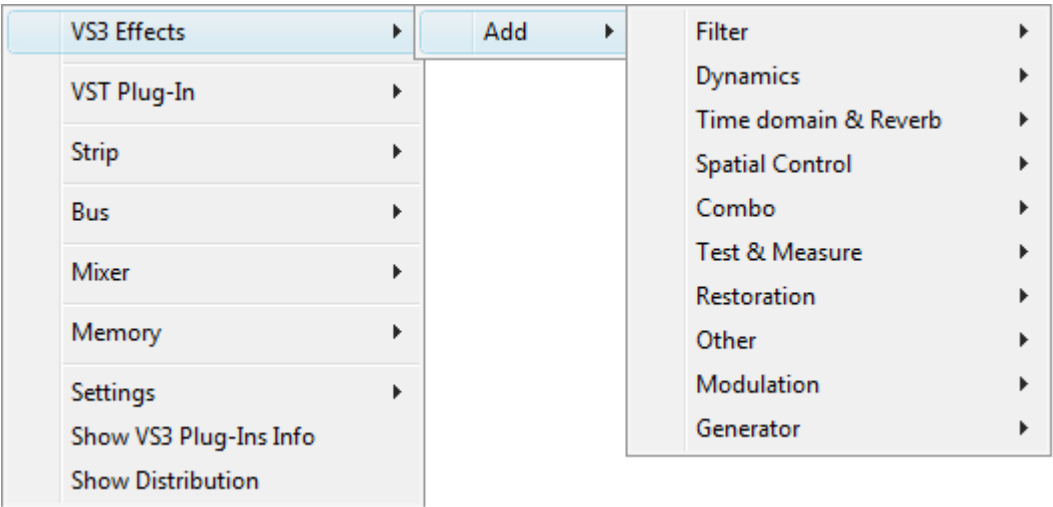 VS3 Effects
VST Plug-In
Strip
Bus
Mixer
Memory
Settings
Show VS3 Plug-Ins Info
Show Distribution
Add
Filter
Dynamics
Time domain & Reverb
Spatial Control
Combo
Test & Measure
Restoration
Other
Modulation
Generator